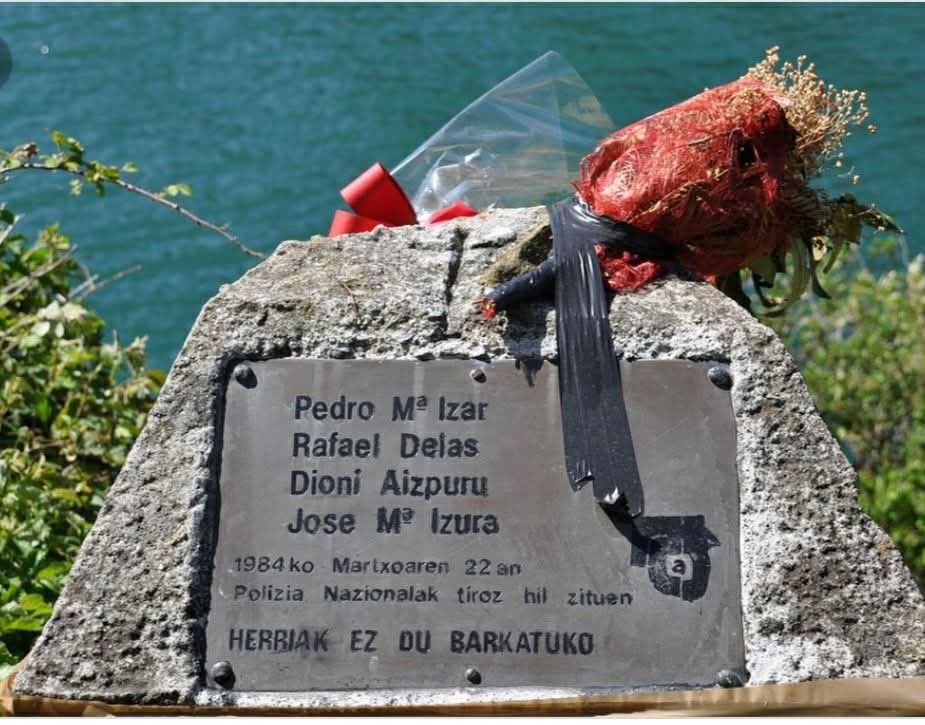 Pedro Mª Izar
Rafael Delas
Dioni Aizpuru
Jose Mª Izura
1984ko Martxoaren 22an
Polizia Nazionalak tiroz hil zituen
HERRIAK EZ DU BARKATUKO
a